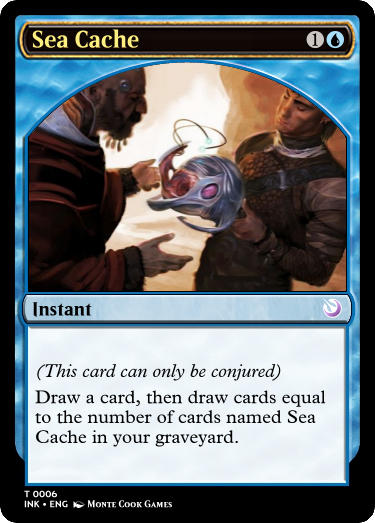 Sea Cache 1
Instant
(This card can only be conjured)
Draw a card, then draw cards equal
to the number of cards named Sea
Cache in your graveyard.
T 0006
INK • ENG Monte Cook Games